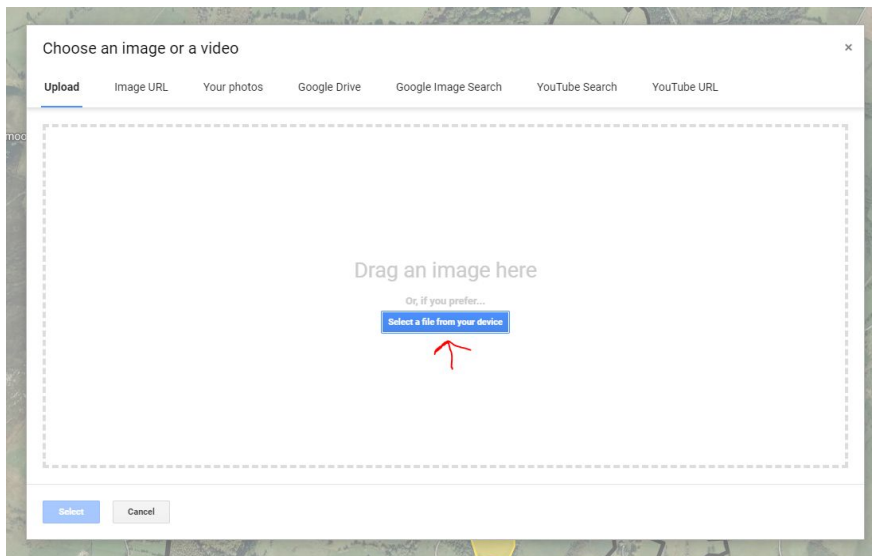 Choose an image or a video
×
Upload Image URL Your photos Google Drive Google Image Search YouTube Search YouTube URL
Drag an image here
Or, if you prefer...
Select a file from your device
Select Cancel